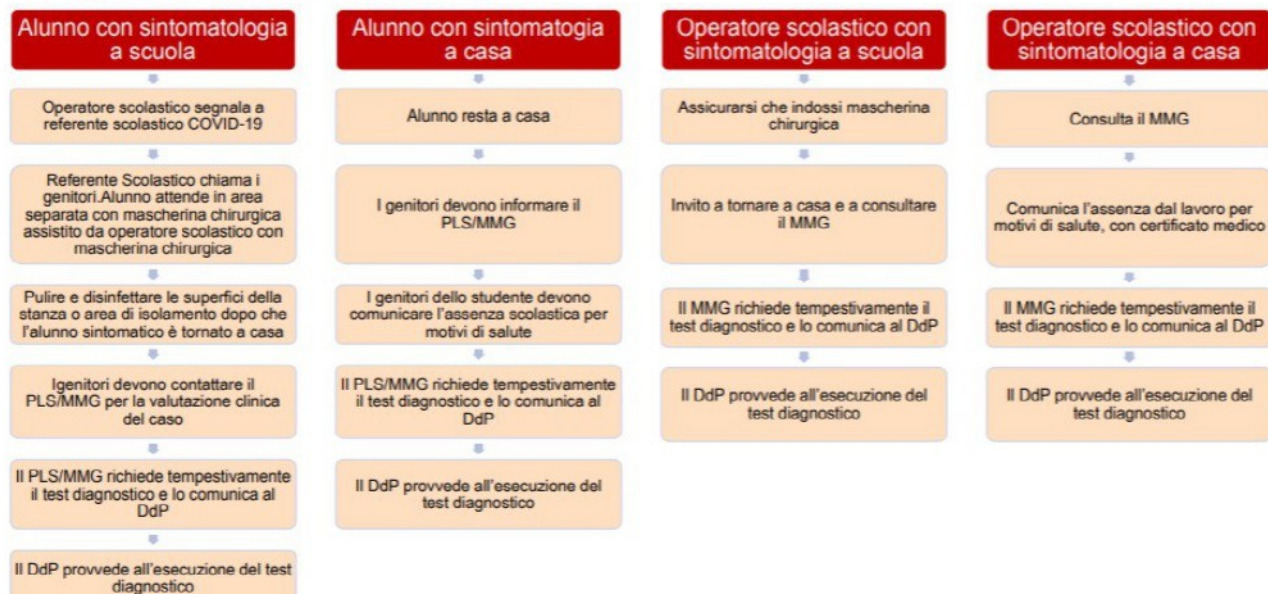 Alunno con sintomatologia
a scuola
Operatore scolastico segnala a
referente scolastico COVID-19
Referente Scolastico chiama i
genitori.Alunno attende in area
separata con mascherina chirurgica
assistito da operatore scolastico con
mascherina chirurgica
Pulire e disinfettare le superfici della
stanza o area di isolamento dopo che
l'alunno sintomatico è tornato a casa
Igenitori devono contattare il
PLS/MMG per la valutazione clinica
del caso
Il PLS/MMG richiede tempestivamente
il test diagnostico e lo comunica al
DdP
Il DdP provvede all'esecuzione del test
diagnostico
Alunno con sintomatogia
a casa
Alunno resta a casa
I genitori devono informare il
PLS/MMG
I genitori dello studente devono
comunicare l'assenza scolastica per
motivi di salute
Il PLS/MMG richiede tempestivamente
il test diagnostico e lo comunica al
DdP
Il DdP provvede all'esecuzione del
test diagnostico
Operatore scolastico con
sintomatologia a scuola
Assicurarsi che indossi mascherina
chirurgica
Invito a tornare a casa e a consultare
il MMG
Il MMG richiede tempestivamente il
test diagnostico e lo comunica al DdP
Il DdP provvede all'esecuzione del
test diagnostico
Operatore scolastico con
sintomatologia a casa
Consulta il MMG
Comunica l'assenza dal lavoro per
motivi di salute, con certificato medico
Il MMG richiede tempestivamente il
test diagnostico e lo comunica al DdP
Il DdP provvede all'esecuzione del
test diagnostico